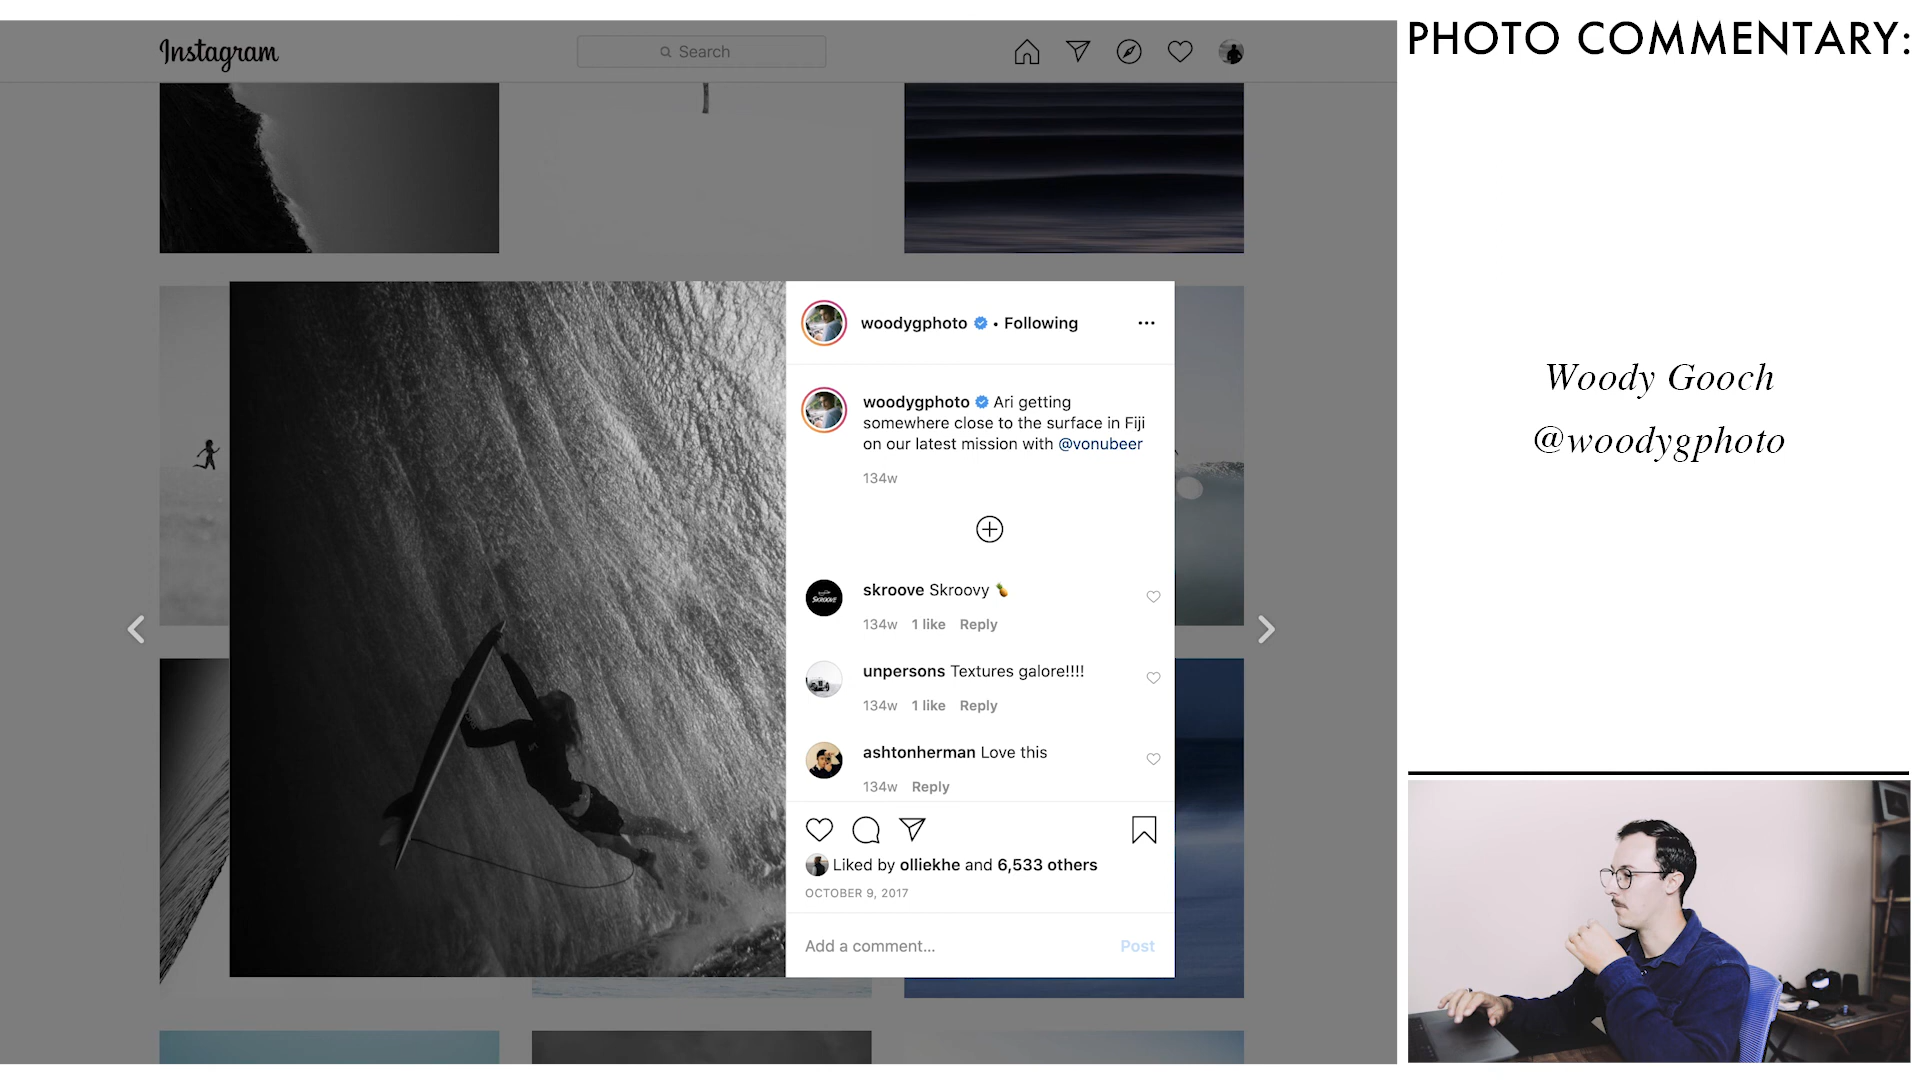 Instagram
Search
PHOTO COMMENTARY:
woodygphoto • Following
woodygphoto Ari getting
somewhere close to the surface in Fiji
on our latest mission with @vonubeer
134w
skroove Skroovy 🍍
134w 1 like Reply
unpersons Textures galore!!!!
134w 1 like Reply
ashtonherman Love this
134w Reply
Liked by olliekhe and 6,533 others
OCTOBER 9, 2017
Add a comment... Post
Woody Gooch
@woodygphoto
SKROOVE